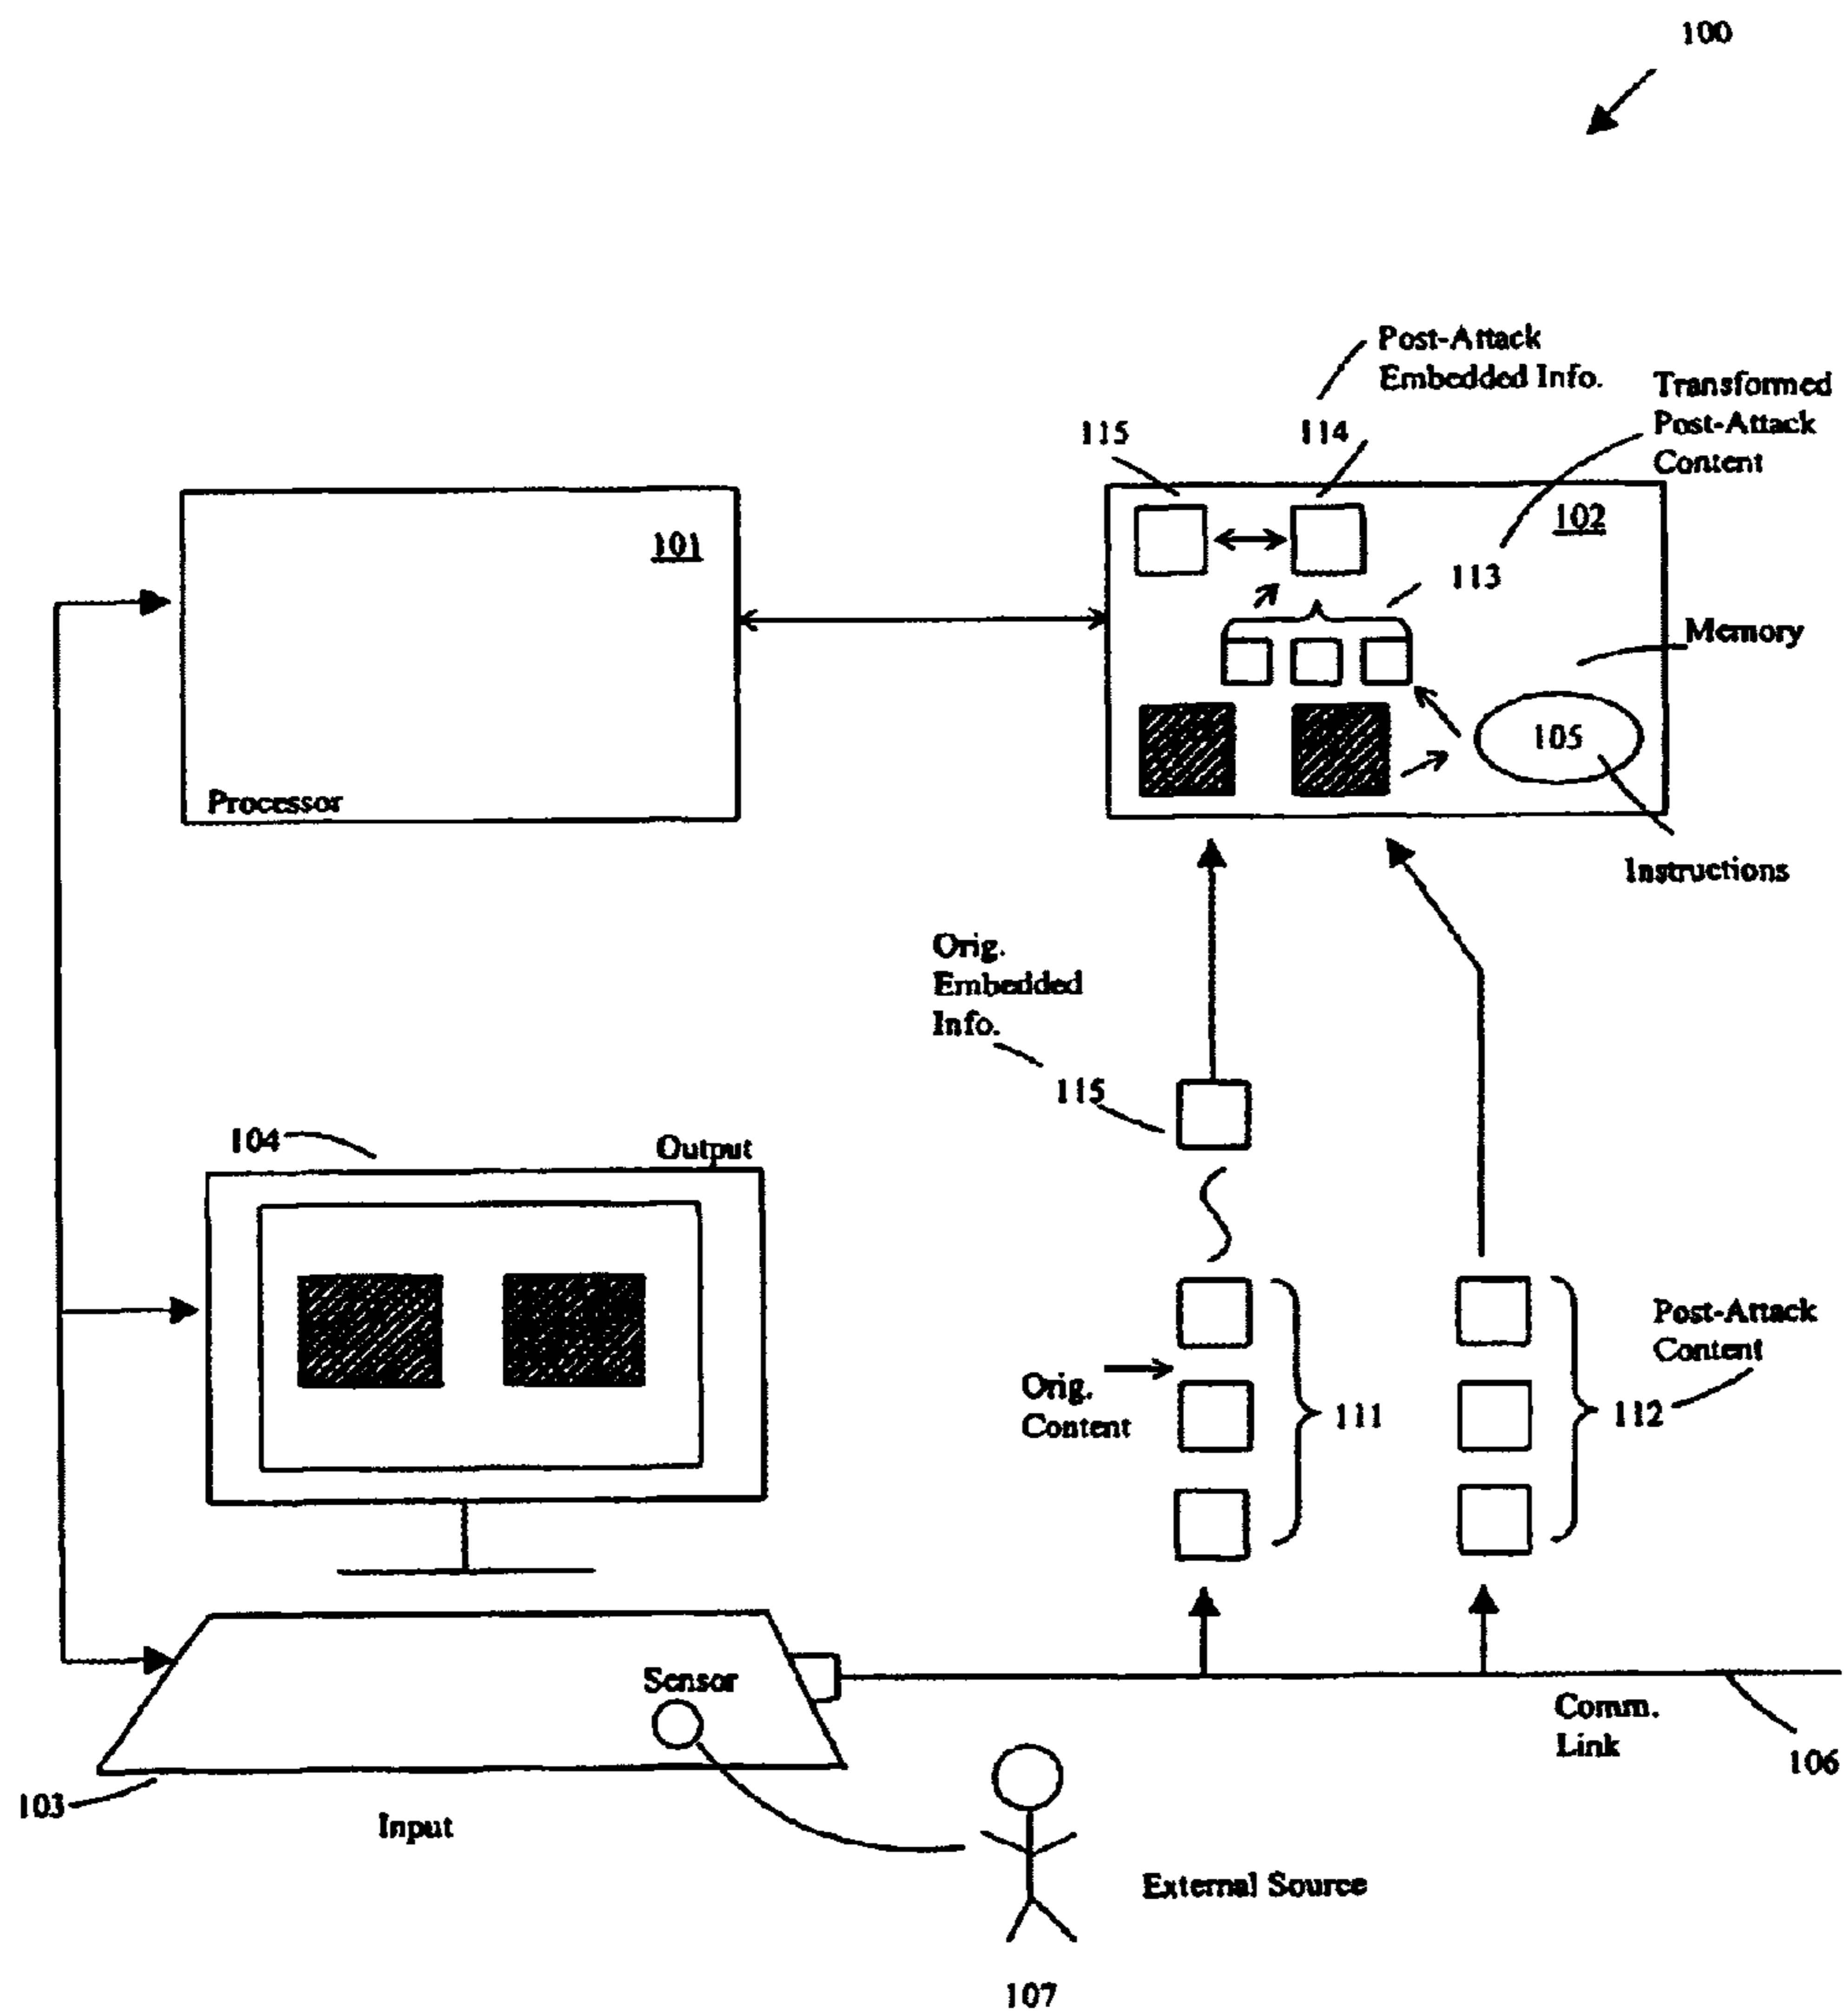 100
Post-Attack
Embedded Info.
Transformed
Post-Attack
Content
115
114
102
101
113
Memory
105
Processor
Instructions
Orig.
Embedded
Info.
115
104
Output
Post-Attack
Content
Orig.
Content
111
112
Sensor
Comm.
Link
106
103
Input
External Source
107